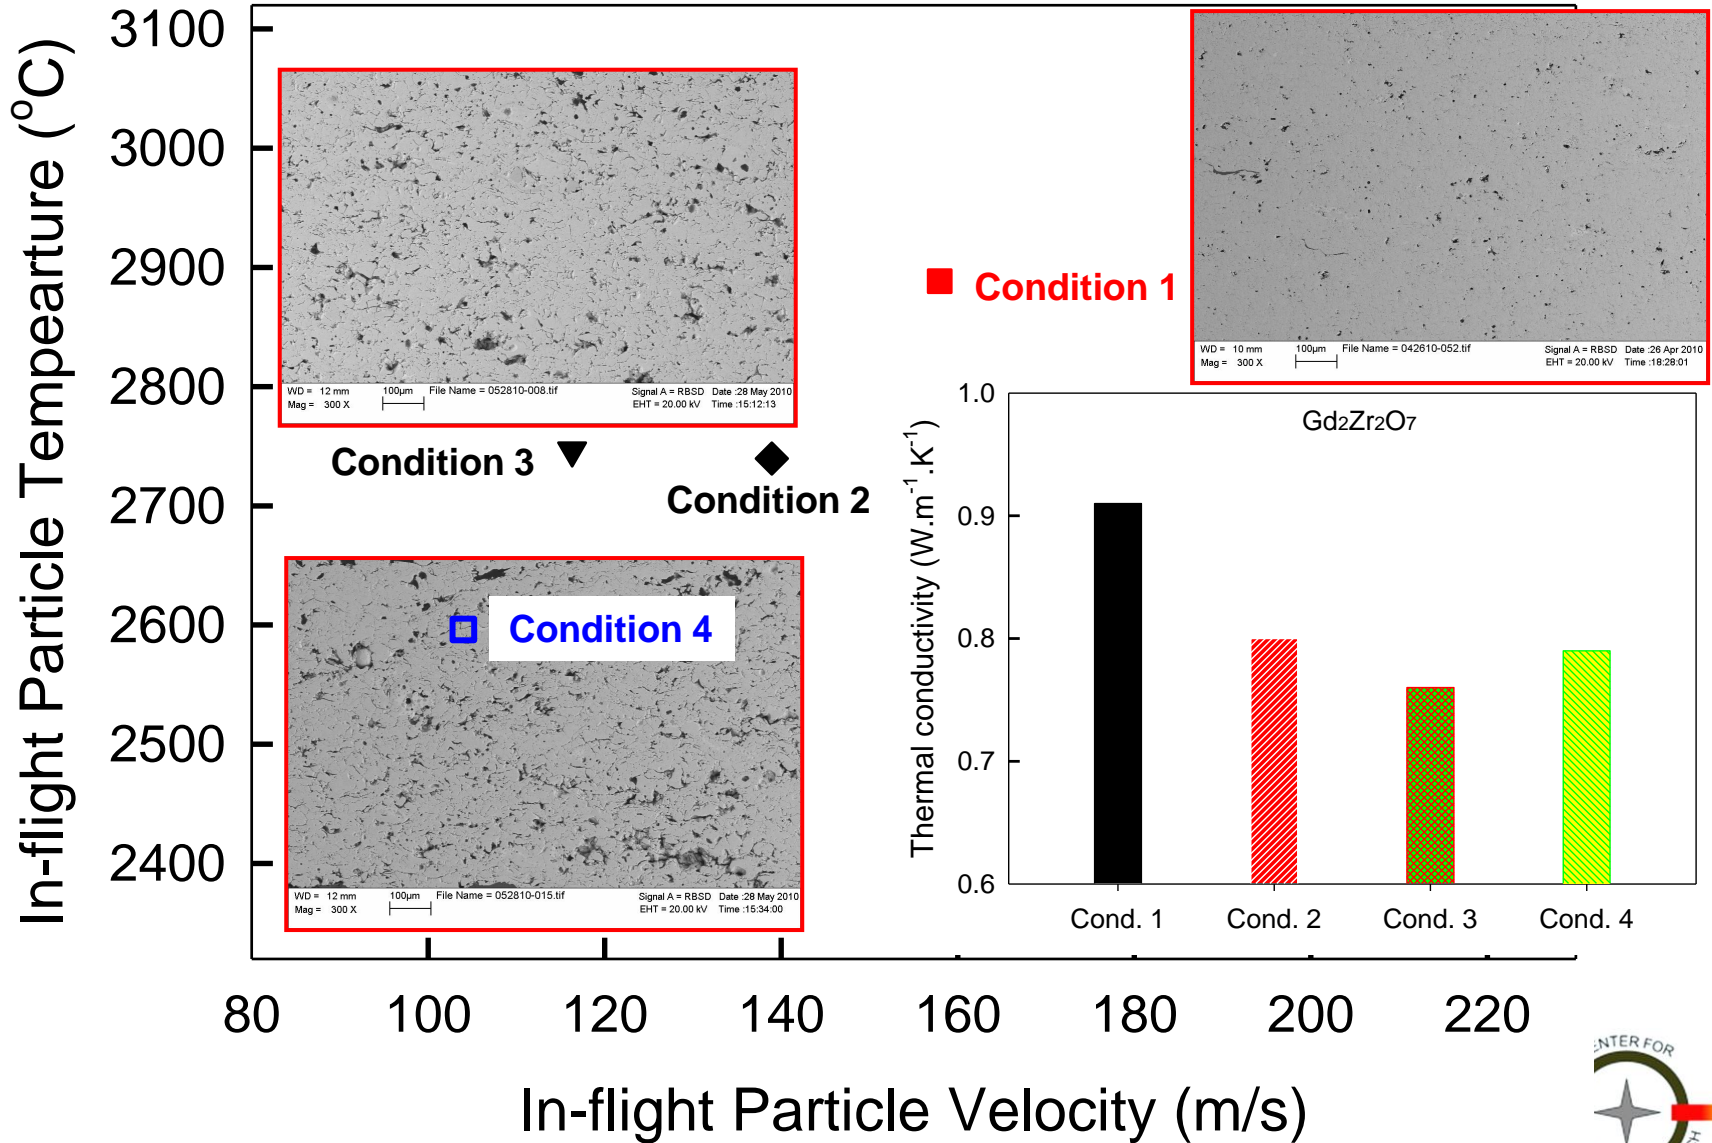 In-flight Particle Tempearture (°C)
3100
3000
2900
2800
2700
2600
2500
2400
WD = 12 mm 100µm File Name = 052810-008.tif Signal A = RBSD Date :28 May 2010
Mag = 300 X EHT = 20.00 kV Time :15:12:13
WD = 10 mm 100µm File Name = 042610-052.tif Signal A = RBSD Date :26 Apr 2010
Mag = 300 X EHT = 20.00 kV Time :18:28:01
Condition 1
Condition 3
Condition 2
Condition 4
WD = 12 mm 100µm File Name = 052810-015.tif Signal A = RBSD Date :28 May 2010
Mag = 300 X EHT = 20.00 kV Time :15:34:00
Thermal conductivity (W.m⁻¹.K⁻¹)
1.0
0.9
0.8
0.7
0.6
Gd₂Zr₂O₇
Cond. 1 Cond. 2 Cond. 3 Cond. 4
80 100 120 140 160 180 200 220
In-flight Particle Velocity (m/s)
FOR